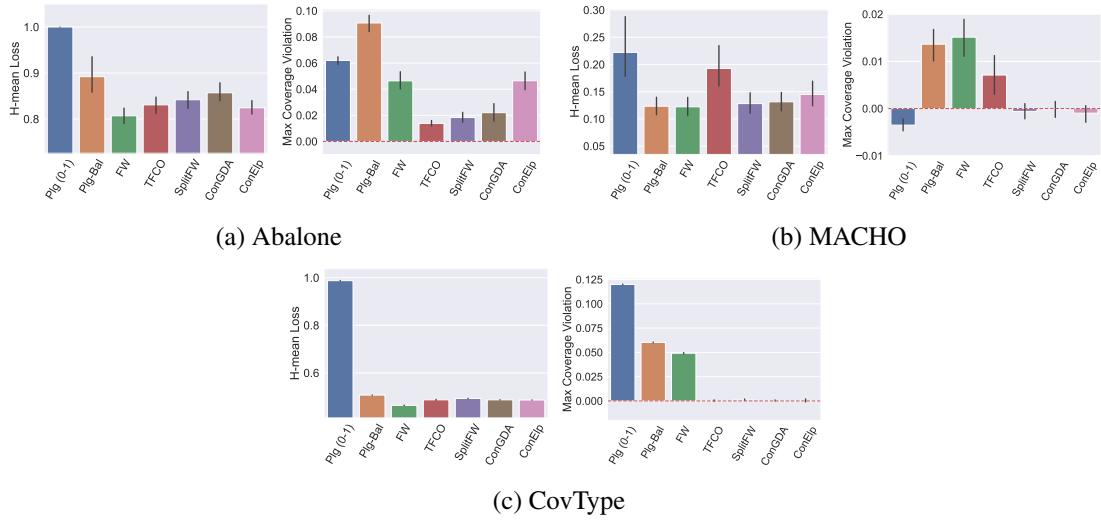 H-mean Loss
1.0
0.9
0.8
Plg (0-1)
Plg-Bal
FW
TFCO
SplitFW
ConGDA
ConElp
Max Coverage Violation
0.10
0.08
0.06
0.04
0.02
0.00
Plg (0-1)
Plg-Bal
FW
TFCO
SplitFW
ConGDA
ConElp
(a) Abalone
H-mean Loss
0.30
0.25
0.20
0.15
0.10
0.05
Plg (0-1)
Plg-Bal
FW
TFCO
SplitFW
ConGDA
ConElp
Max Coverage Violation
0.02
0.01
0.00
−0.01
Plg (0-1)
Plg-Bal
FW
TFCO
SplitFW
ConGDA
ConElp
(b) MACHO
H-mean Loss
1.0
0.8
0.6
Plg (0-1)
Plg-Bal
FW
TFCO
SplitFW
ConGDA
ConElp
Max Coverage Violation
0.125
0.100
0.075
0.050
0.025
0.000
Plg (0-1)
Plg-Bal
FW
TFCO
SplitFW
ConGDA
ConElp
(c) CovType